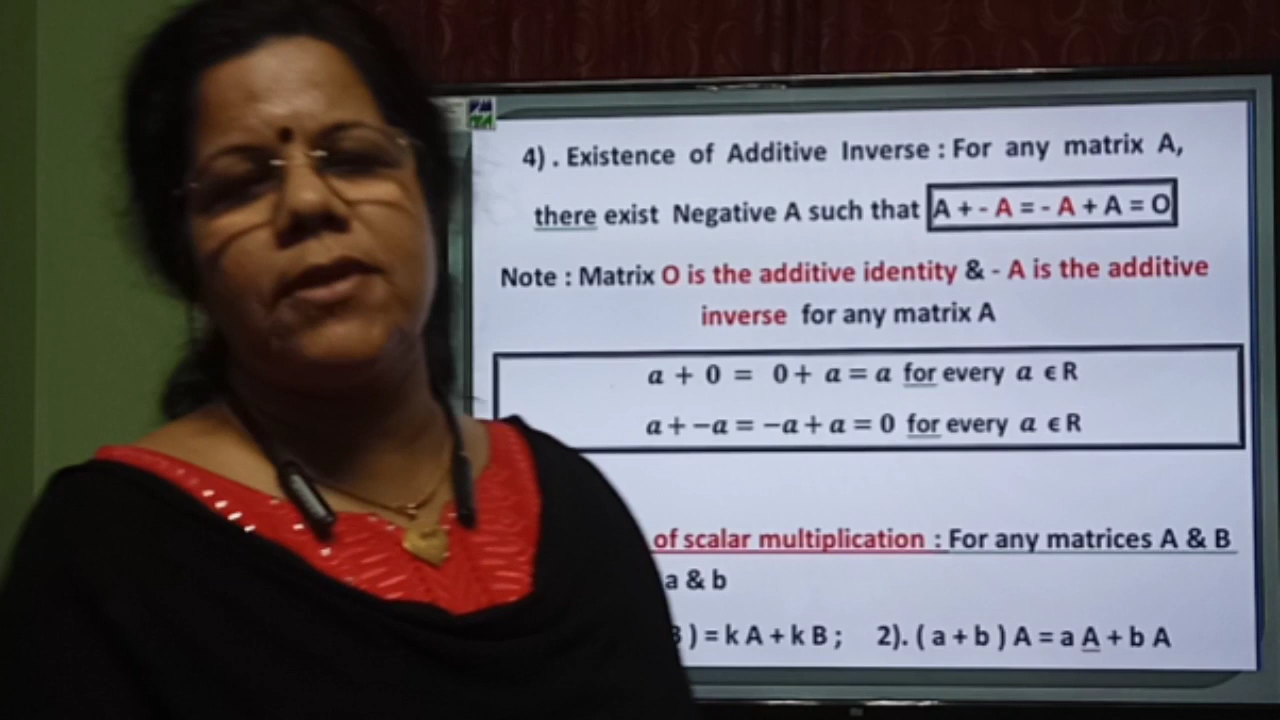 4) . Existence of Additive Inverse : For any matrix A,
there exist Negative A such that A + - A = - A + A = O
Note : Matrix O is the additive identity & - A is the additive
inverse for any matrix A
a + 0 = 0 + a = a for every a ϵ R
a + −a = −a + a = 0 for every a ϵ R
of scalar multiplication : For any matrices A & B
a & b
) = k A + k B ; 2). ( a + b ) A = a A + b A